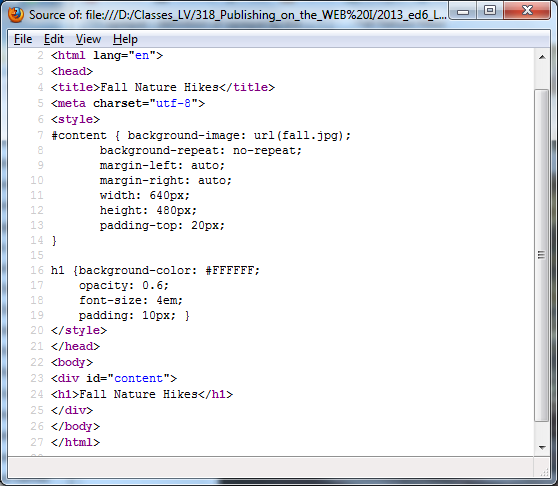 Source of: file:///D:/Classes_LV/318_Publishing_on_the_WEB%20I/2013_ed6_L...
File Edit View Help
2 <html lang="en">
3 <head>
4 <title>Fall Nature Hikes</title>
5 <meta charset="utf-8">
6 <style>
7 #content { background-image: url(fall.jpg);
8 background-repeat: no-repeat;
9 margin-left: auto;
10 margin-right: auto;
11 width: 640px;
12 height: 480px;
13 padding-top: 20px;
14 }
15
16 h1 {background-color: #FFFFFF;
17 opacity: 0.6;
18 font-size: 4em;
19 padding: 10px; }
20 </style>
21 </head>
22 <body>
23 <div id="content">
24 <h1>Fall Nature Hikes</h1>
25 </div>
26 </body>
27 </html>